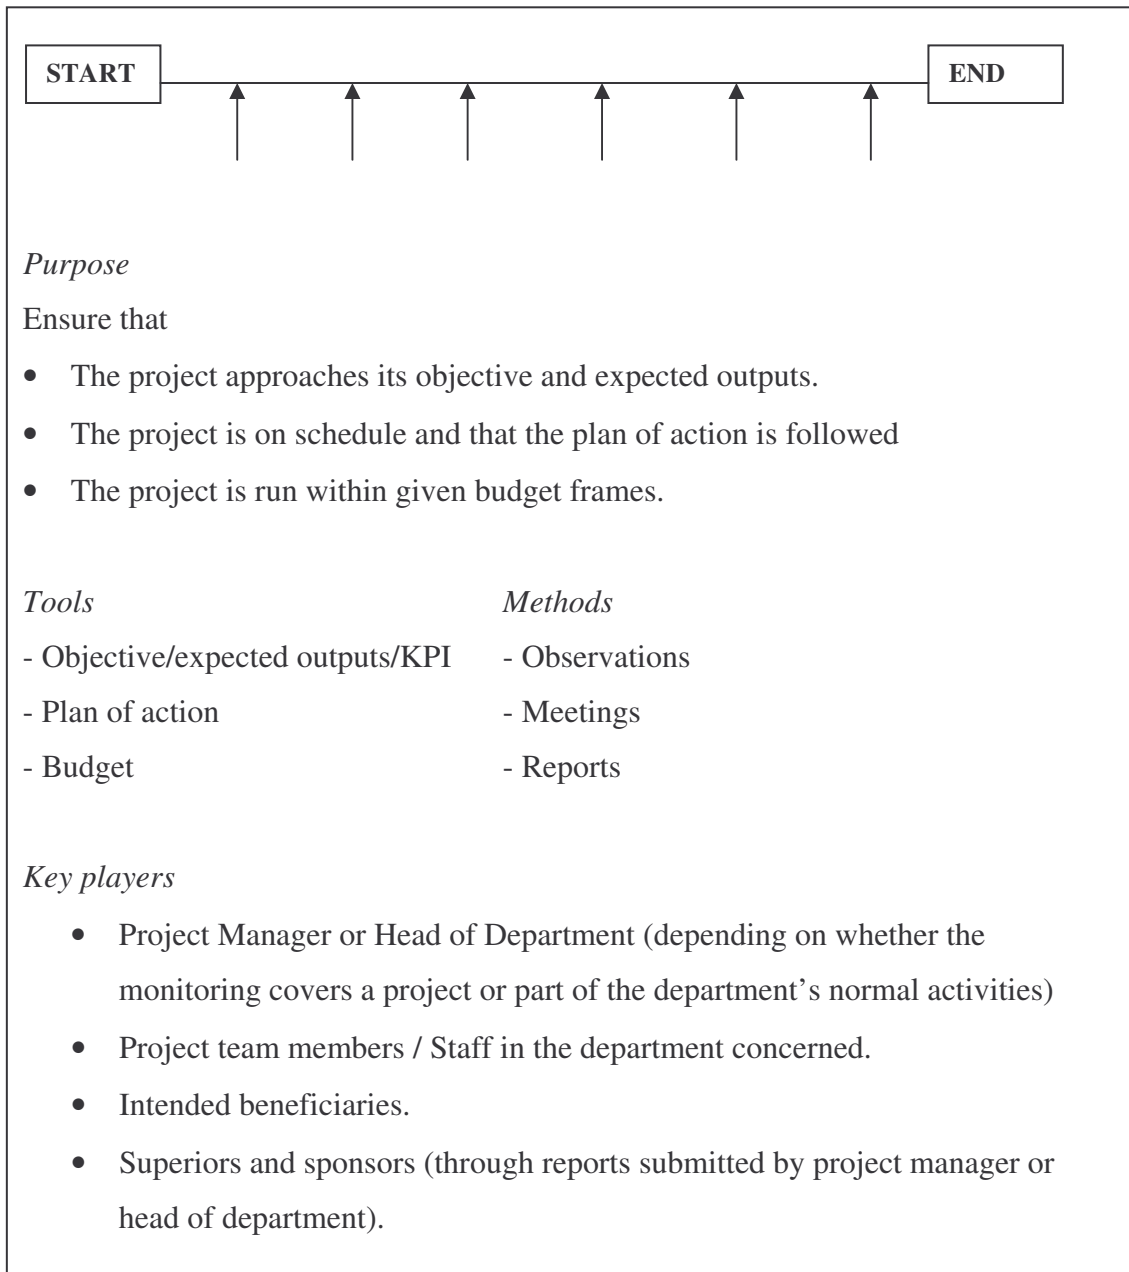 START END
Purpose
Ensure that
• The project approaches its objective and expected outputs.
• The project is on schedule and that the plan of action is followed
• The project is run within given budget frames.
Tools Methods
- Objective/expected outputs/KPI - Observations
- Plan of action - Meetings
- Budget - Reports
Key players
• Project Manager or Head of Department (depending on whether the
monitoring covers a project or part of the department’s normal activities)
• Project team members / Staff in the department concerned.
• Intended beneficiaries.
• Superiors and sponsors (through reports submitted by project manager or
head of department).